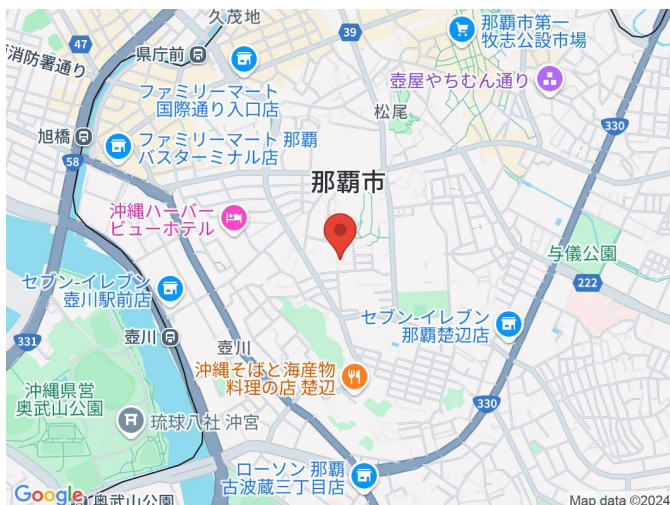 久茂地
47
県庁前
39
那覇市第一
牧志公設市場
消防署通り
ファミリーマート
国際通り入口店
壺屋やちむん通り
松尾
旭橋
ファミリーマート 那覇
バスターミナル店
330
58
那覇市
沖縄ハーバー
ビューホテル
与儀公園
セブン-イレブン
壺川駅前店
222
セブン-イレブン
那覇楚辺店
331
壺川
壺川
沖縄そばと海産物
料理の店 楚辺
沖縄県営
奥武山公園
琉球八社 沖宮
330
ローソン 那覇
古波蔵三丁目店
Google
奥武山公園
Map data ©2024